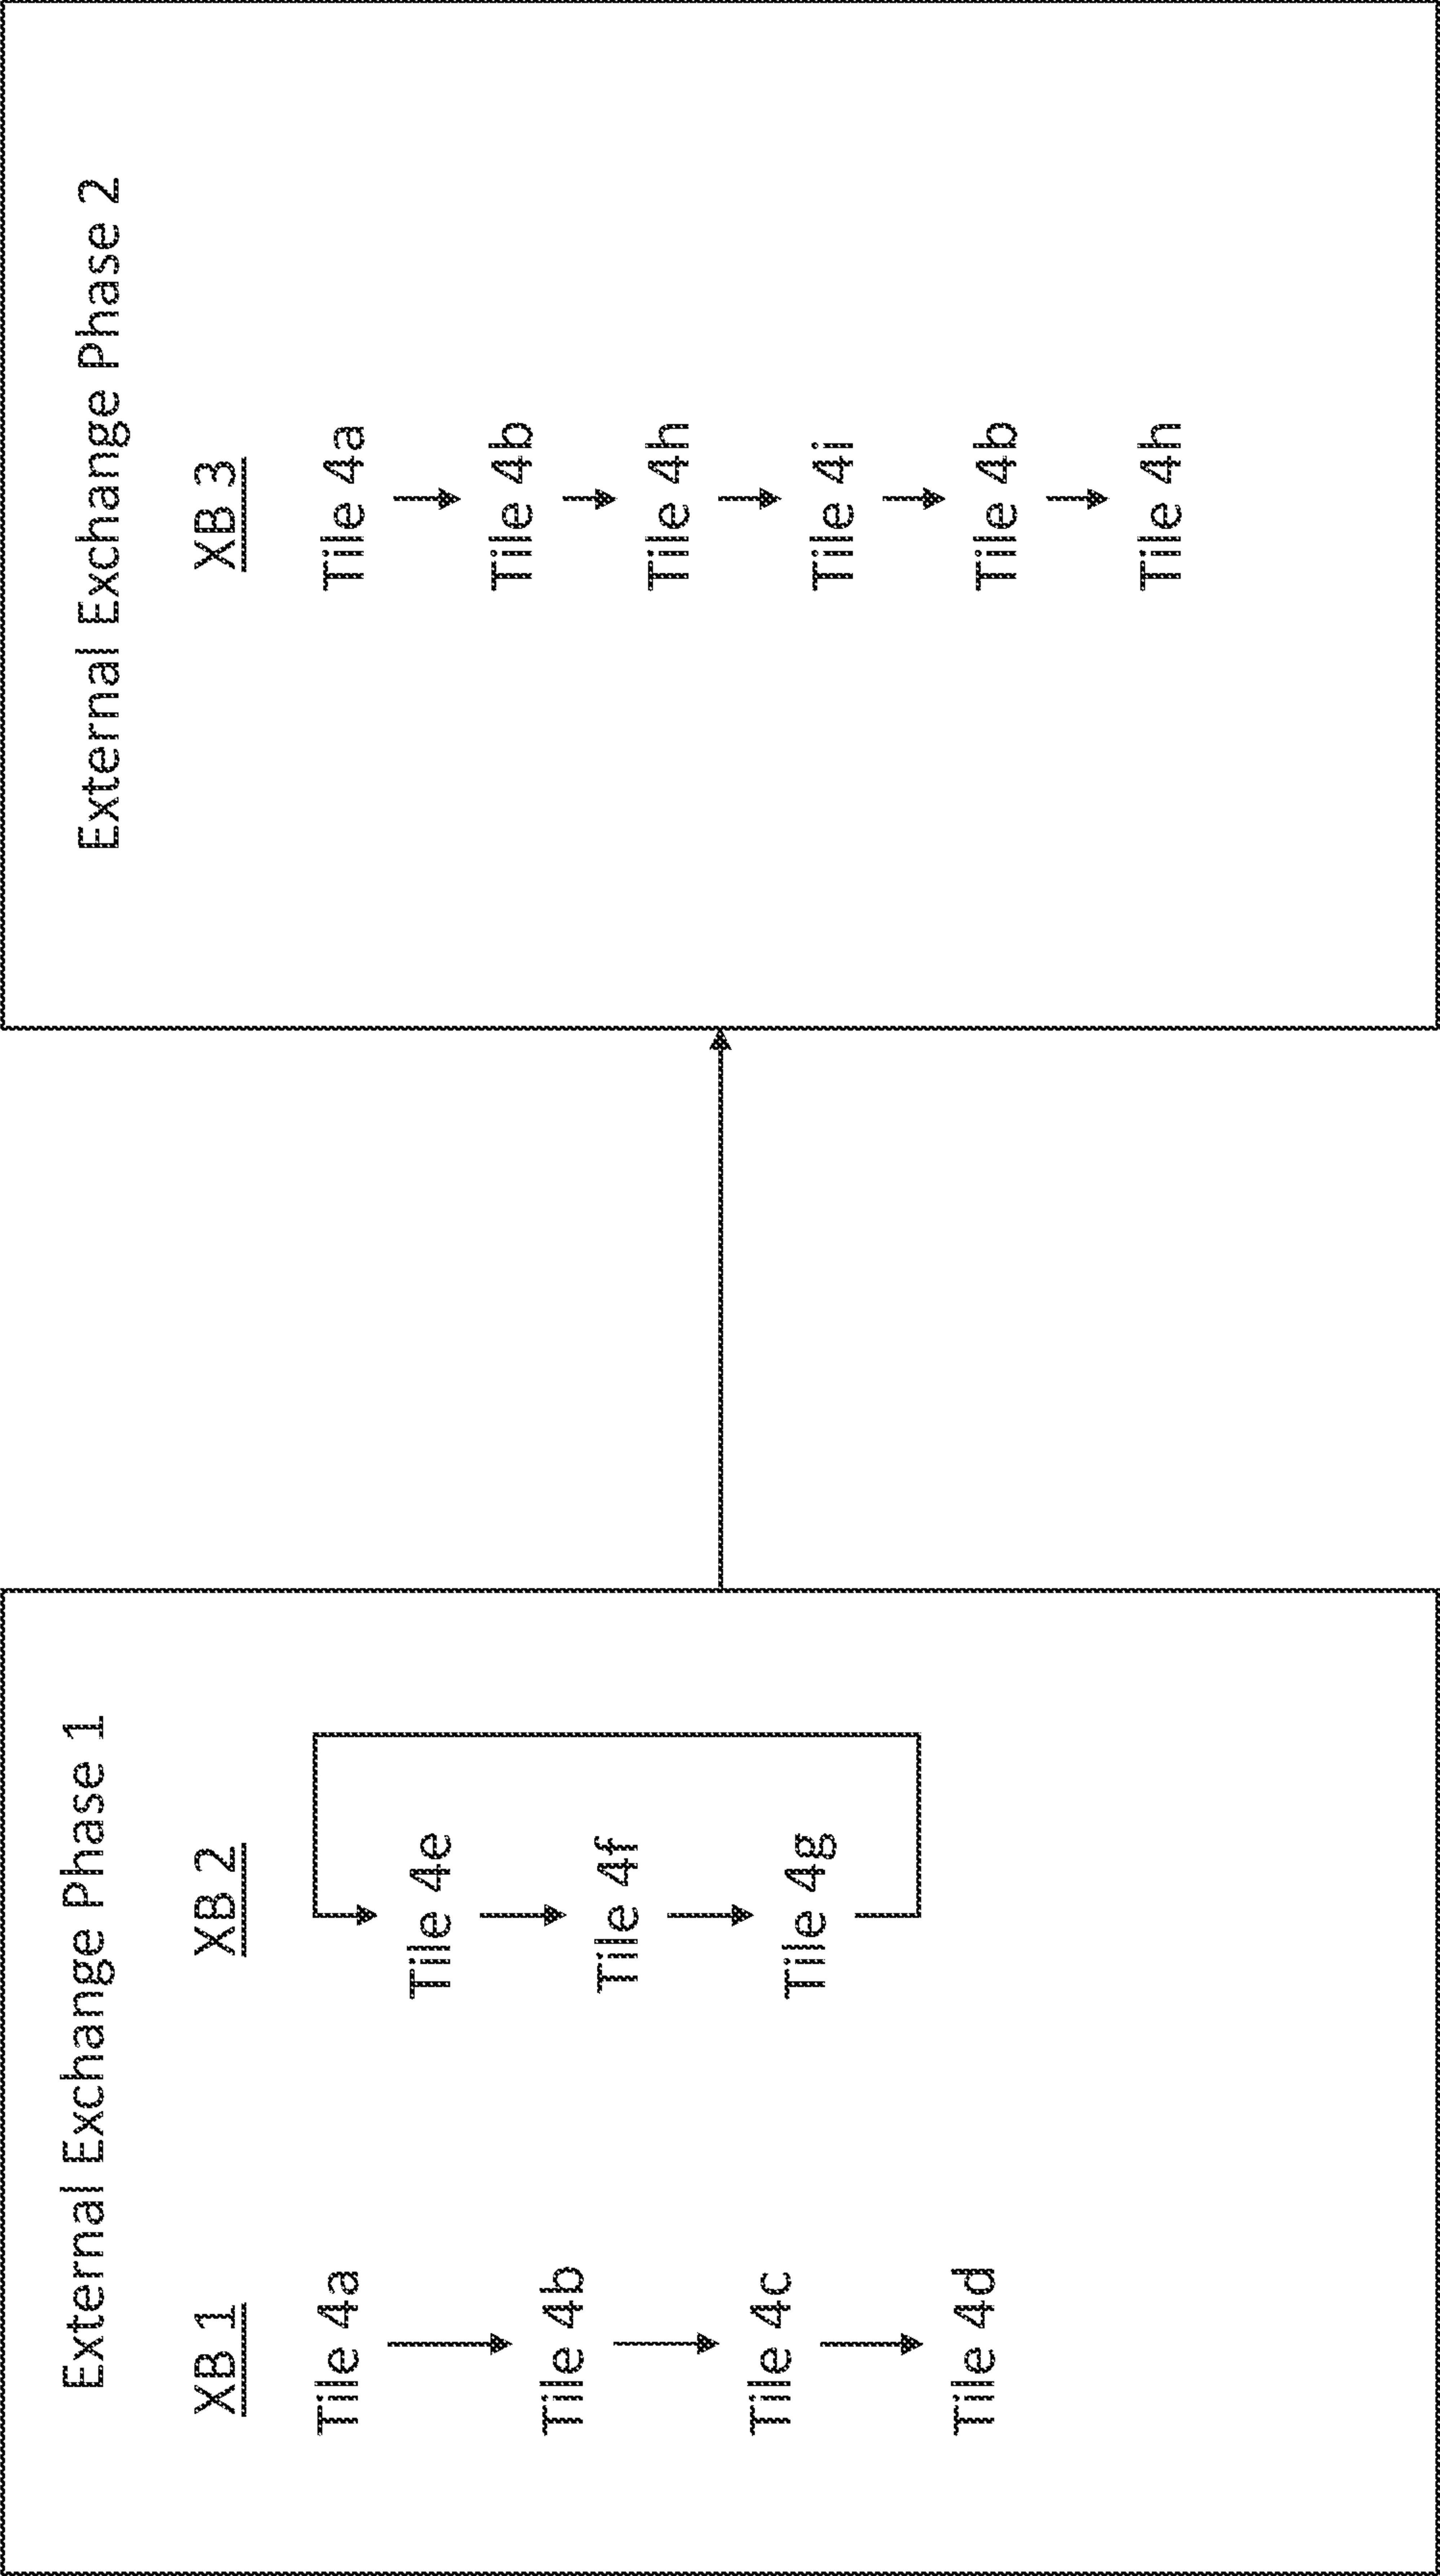 External Exchange Phase 1
XB 1
Tile 4a
Tile 4b
Tile 4c
Tile 4d
XB 2
Tile 4e
Tile 4f
Tile 4g
External Exchange Phase 2
XB 3
Tile 4a
Tile 4b
Tile 4h
Tile 4i
Tile 4b
Tile 4h